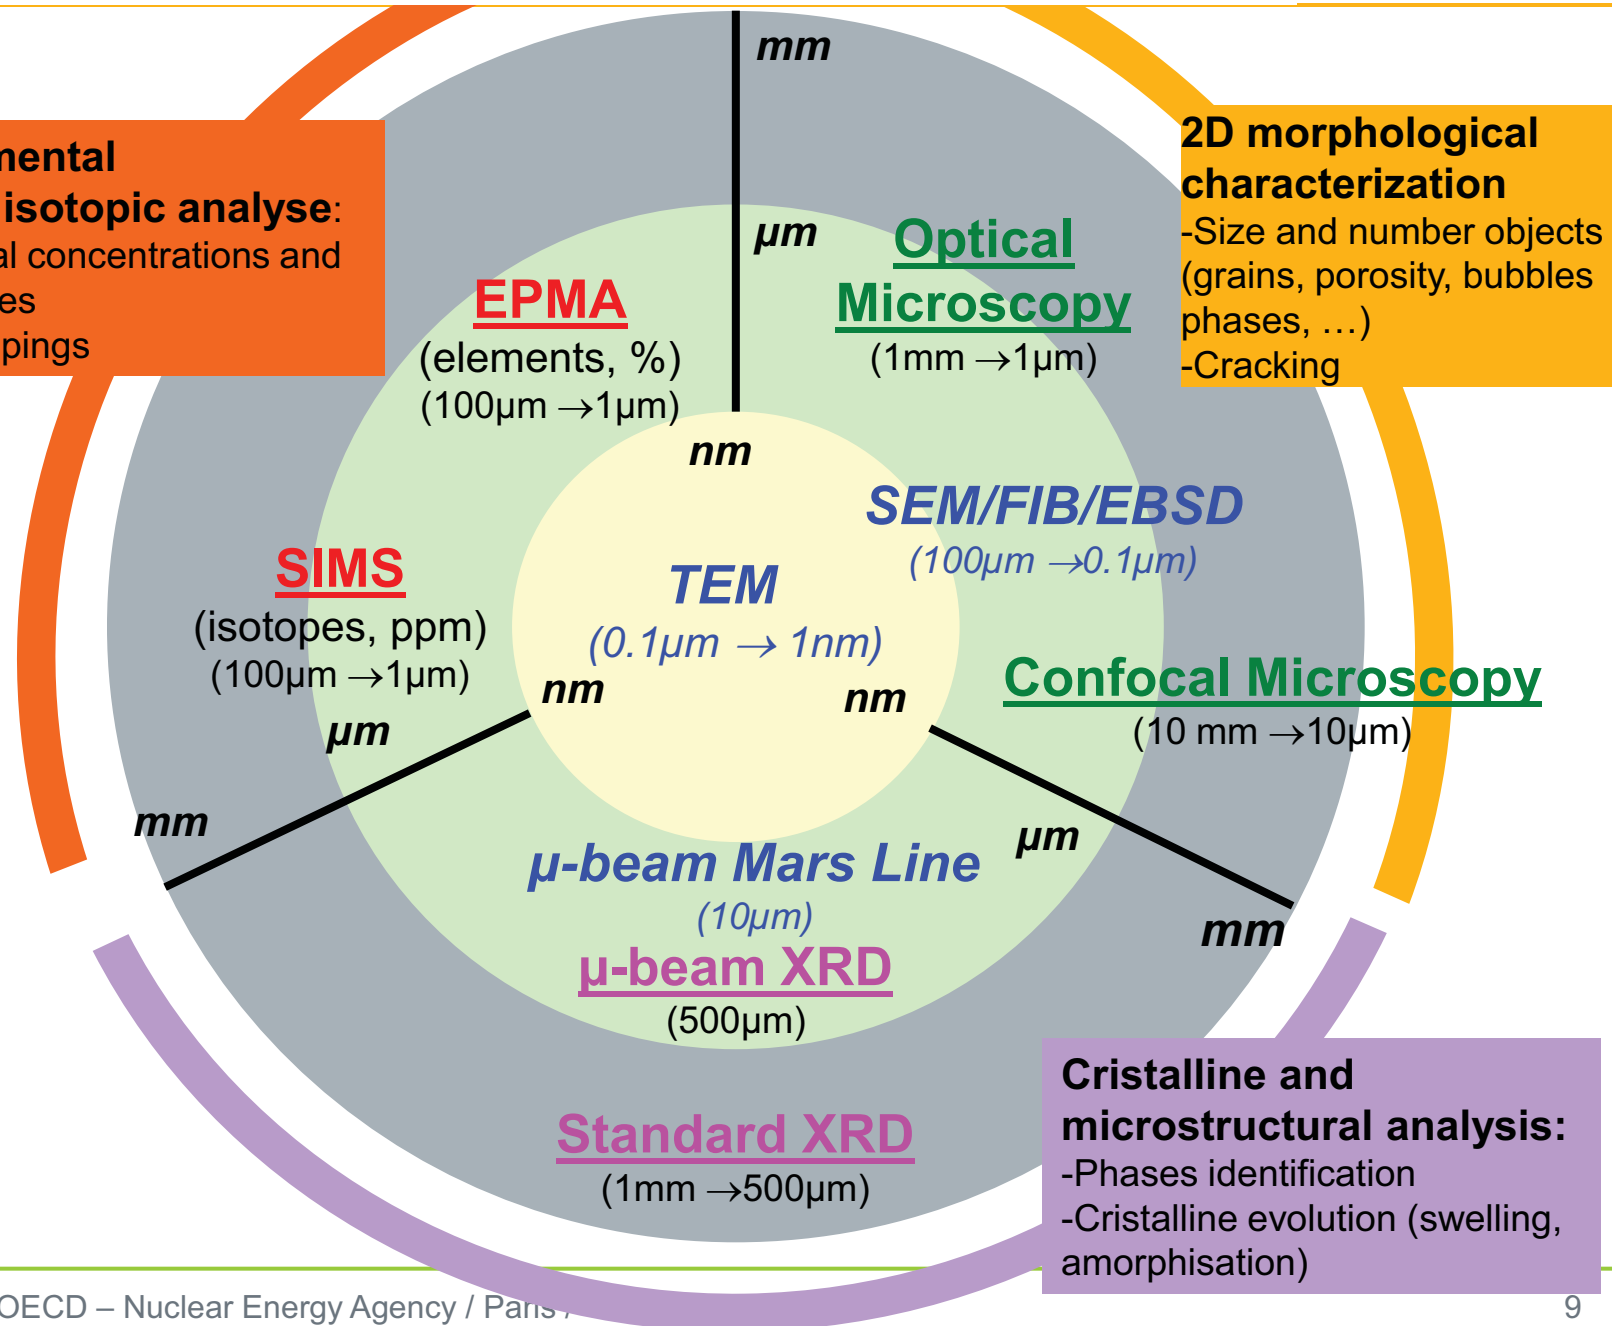 mm
mental
isotopic analyse:
al concentrations and
es
pings
2D morphological
characterization
-Size and number objects
(grains, porosity, bubbles
phases, …)
-Cracking
µm
Optical
Microscopy
(1mm →1µm)
EPMA
(elements, %)
(100µm →1µm)
nm
SEM/FIB/EBSD
(100µm →0.1µm)
SIMS
(isotopes, ppm)
(100µm →1µm)
TEM
(0.1µm → 1nm)
nm
nm
Confocal Microscopy
(10 mm →10µm)
µm
mm
µm
mm
µ-beam Mars Line
(10µm)
µ-beam XRD
(500µm)
Standard XRD
(1mm →500µm)
Cristalline and
microstructural analysis:
-Phases identification
-Cristalline evolution (swelling,
amorphisation)
OECD – Nuclear Energy Agency / Paris /
9